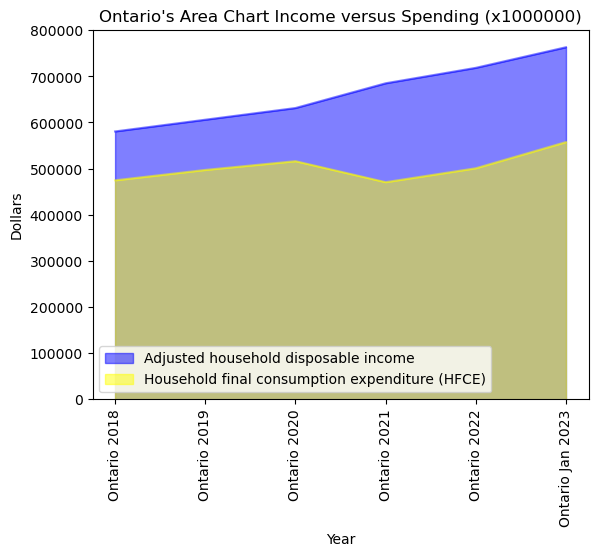 Ontario's Area Chart Income versus Spending (x1000000)
800000
700000
600000
500000
400000
300000
200000
100000
0
Dollars
Adjusted household disposable income
Household final consumption expenditure (HFCE)
Ontario 2018
Ontario 2019
Ontario 2020
Ontario 2021
Ontario 2022
Ontario Jan 2023
Year